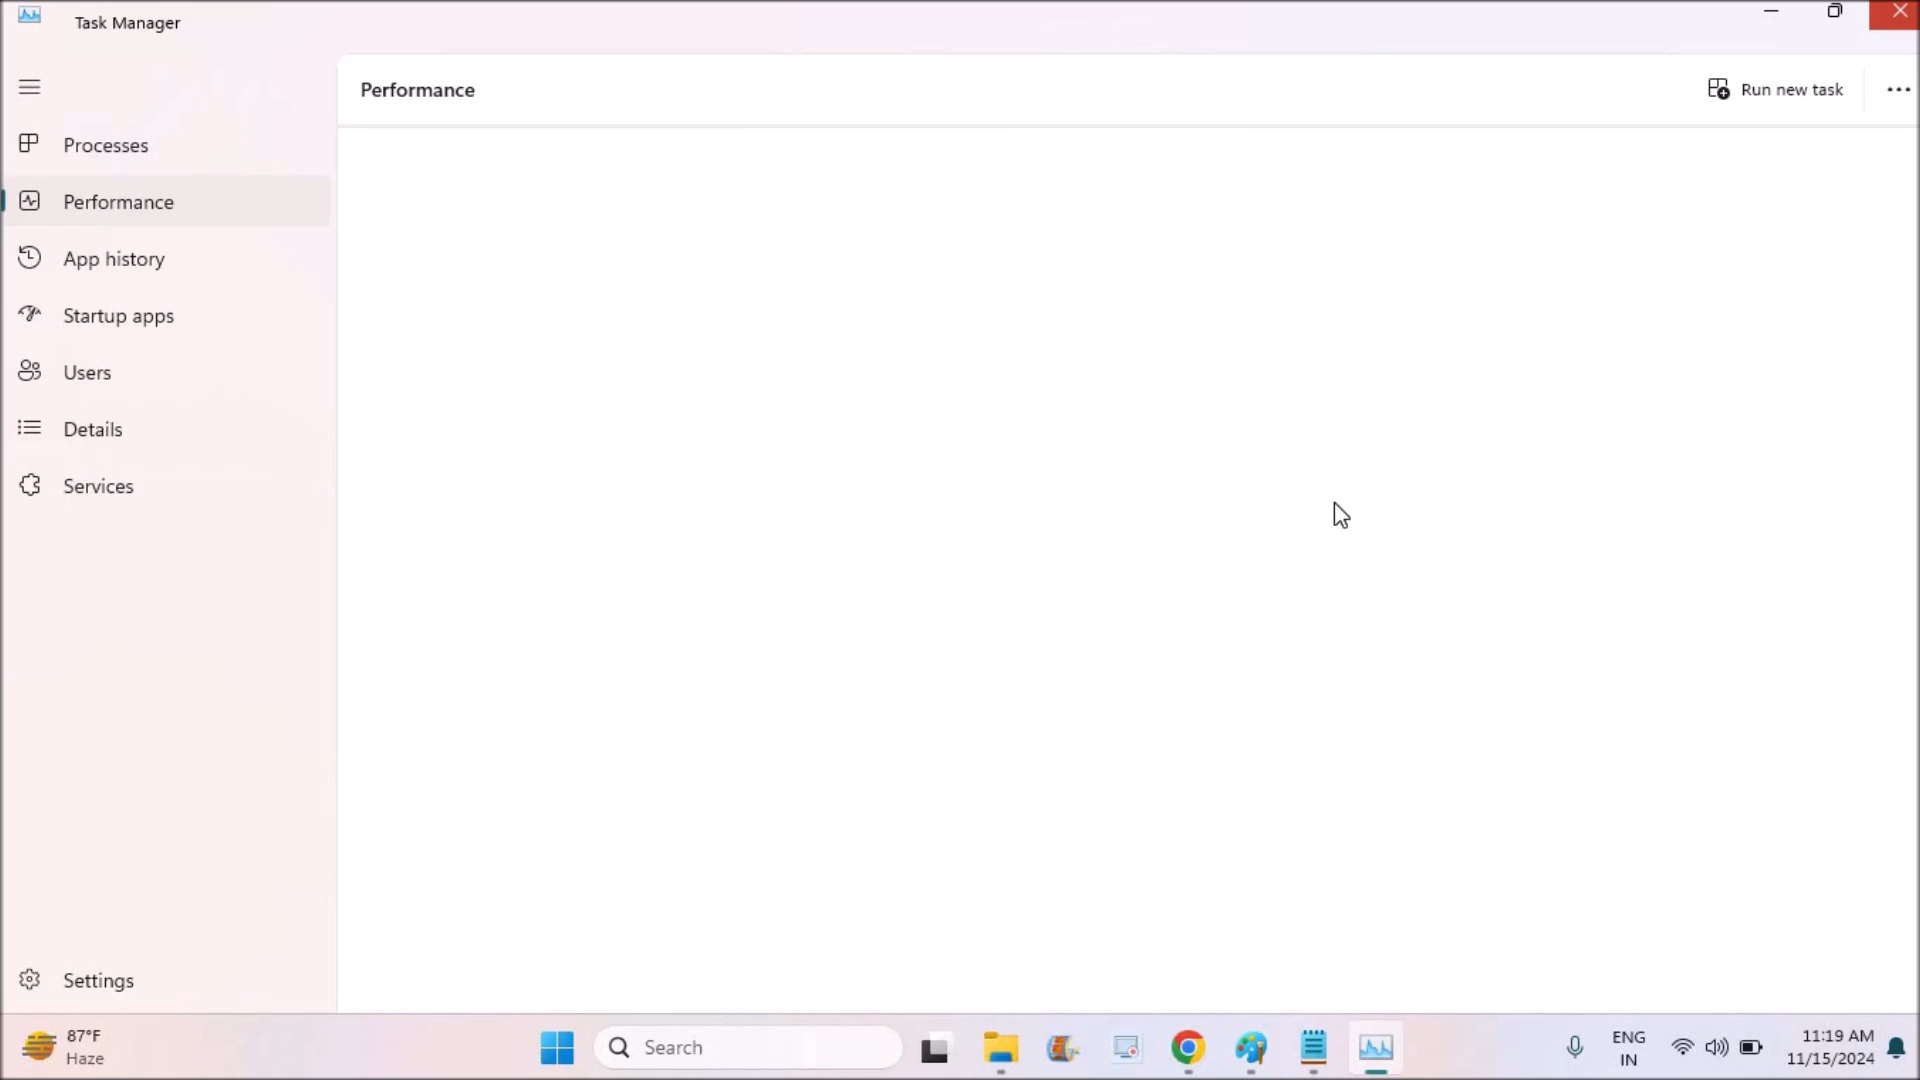 Task Manager
Performance
Run new task
Processes
Performance
App history
Startup apps
Users
Details
Services
Settings
87°F
Haze
Search
ENG
IN
11:19 AM
11/15/2024